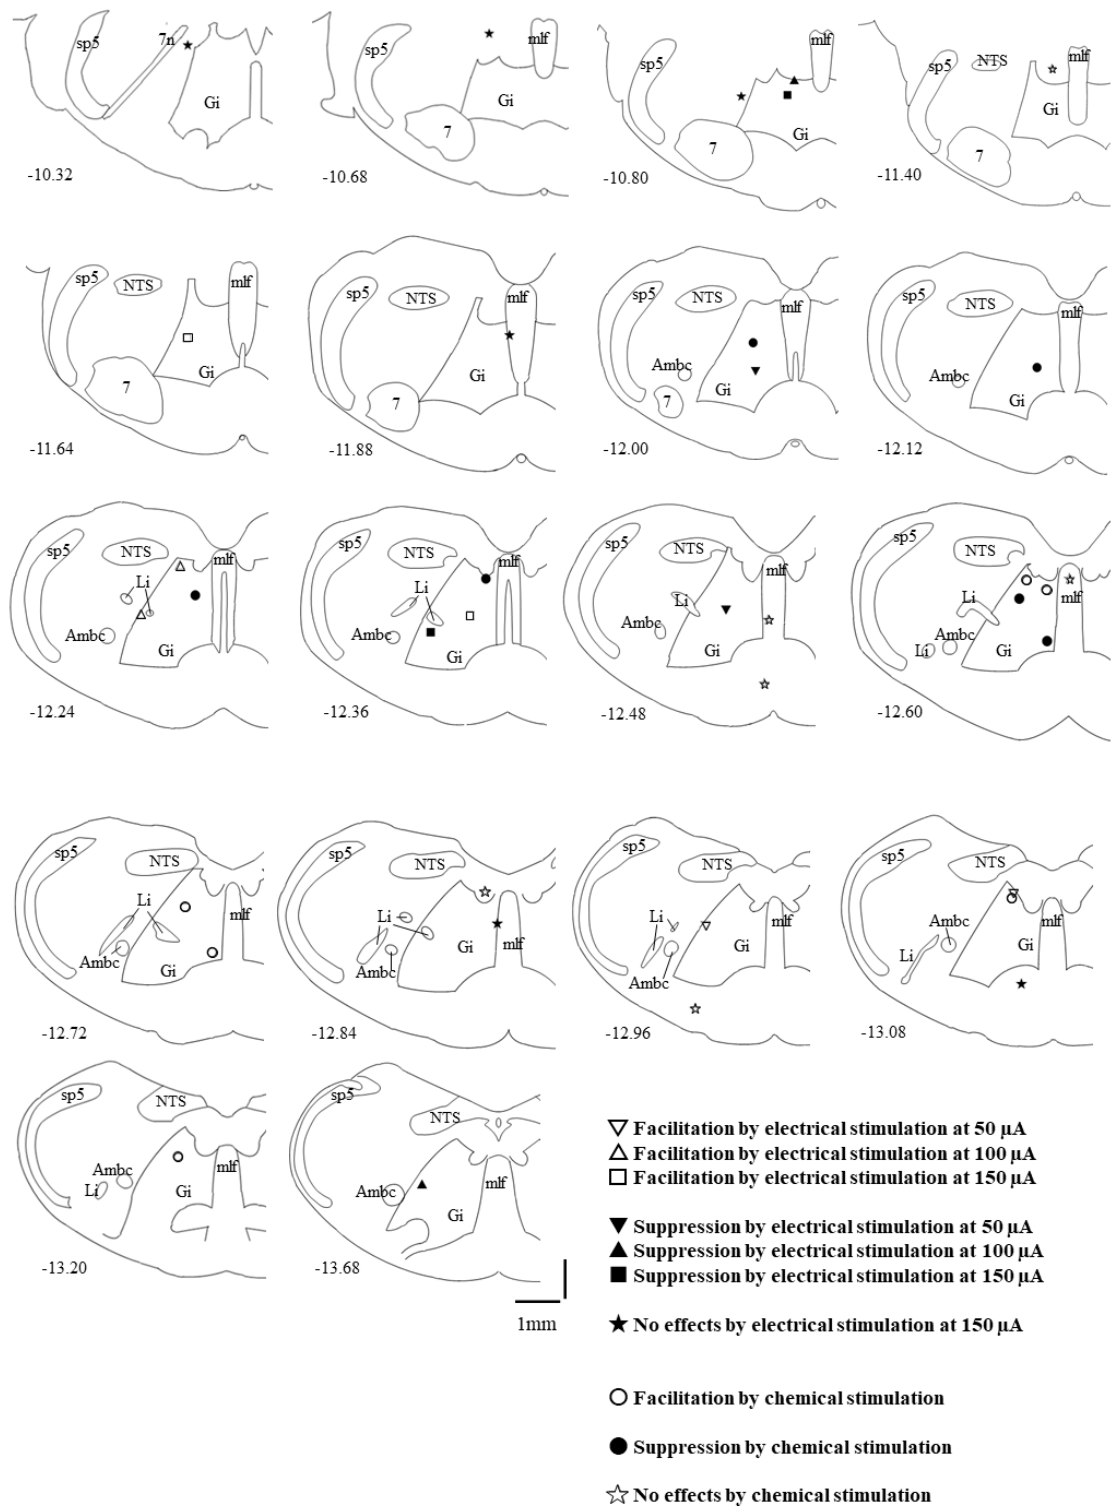 sp5 7n Gi -10.32
sp5 mlf Gi 7 -10.68
mlf sp5 7 Gi -10.80
sp5 NTS mlf Gi 7 -11.40
sp5 NTS mlf Gi 7 -11.64
sp5 NTS mlf Gi 7 -11.88
sp5 NTS mlf Ambc Gi 7 -12.00
sp5 NTS mlf Ambc Gi -12.12
sp5 NTS mlf Li Ambc Gi -12.24
sp5 NTS mlf Li Ambc Gi -12.36
sp5 NTS mlf Li Ambc Gi -12.48
sp5 NTS mlf Li Ambc Li Gi -12.60
sp5 NTS Li mlf Ambc Gi -12.72
sp5 NTS Li Gi mlf Ambc -12.84
sp5 NTS Li mlf Gi Ambc -12.96
sp5 NTS Ambc mlf Li Gi -13.08
sp5 NTS Ambc mlf Li Gi -13.20
sp5 NTS Ambc mlf Gi -13.68
1mm
Facilitation by electrical stimulation at 50 µA
Facilitation by electrical stimulation at 100 µA
Facilitation by electrical stimulation at 150 µA
Suppression by electrical stimulation at 50 µA
Suppression by electrical stimulation at 100 µA
Suppression by electrical stimulation at 150 µA
No effects by electrical stimulation at 150 µA
Facilitation by chemical stimulation
Suppression by chemical stimulation
No effects by chemical stimulation